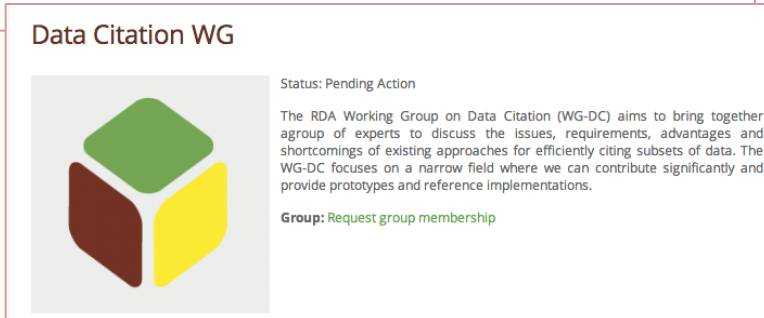 Data Citation WG
Status: Pending Action
The RDA Working Group on Data Citation (WG-DC) aims to bring together
agroup of experts to discuss the issues, requirements, advantages and
shortcomings of existing approaches for efficiently citing subsets of data. The
WG-DC focuses on a narrow field where we can contribute significantly and
provide prototypes and reference implementations.
Group: Request group membership